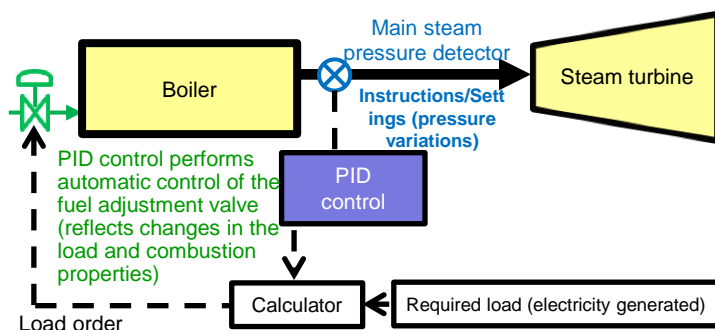 Main steam
pressure detector
Boiler
Steam turbine
Instructions/Sett
ings (pressure
variations)
PID control performs
automatic control of the
fuel adjustment valve
(reflects changes in the
load and combustion
properties)
PID
control
Calculator
Required load (electricity generated)
Load order